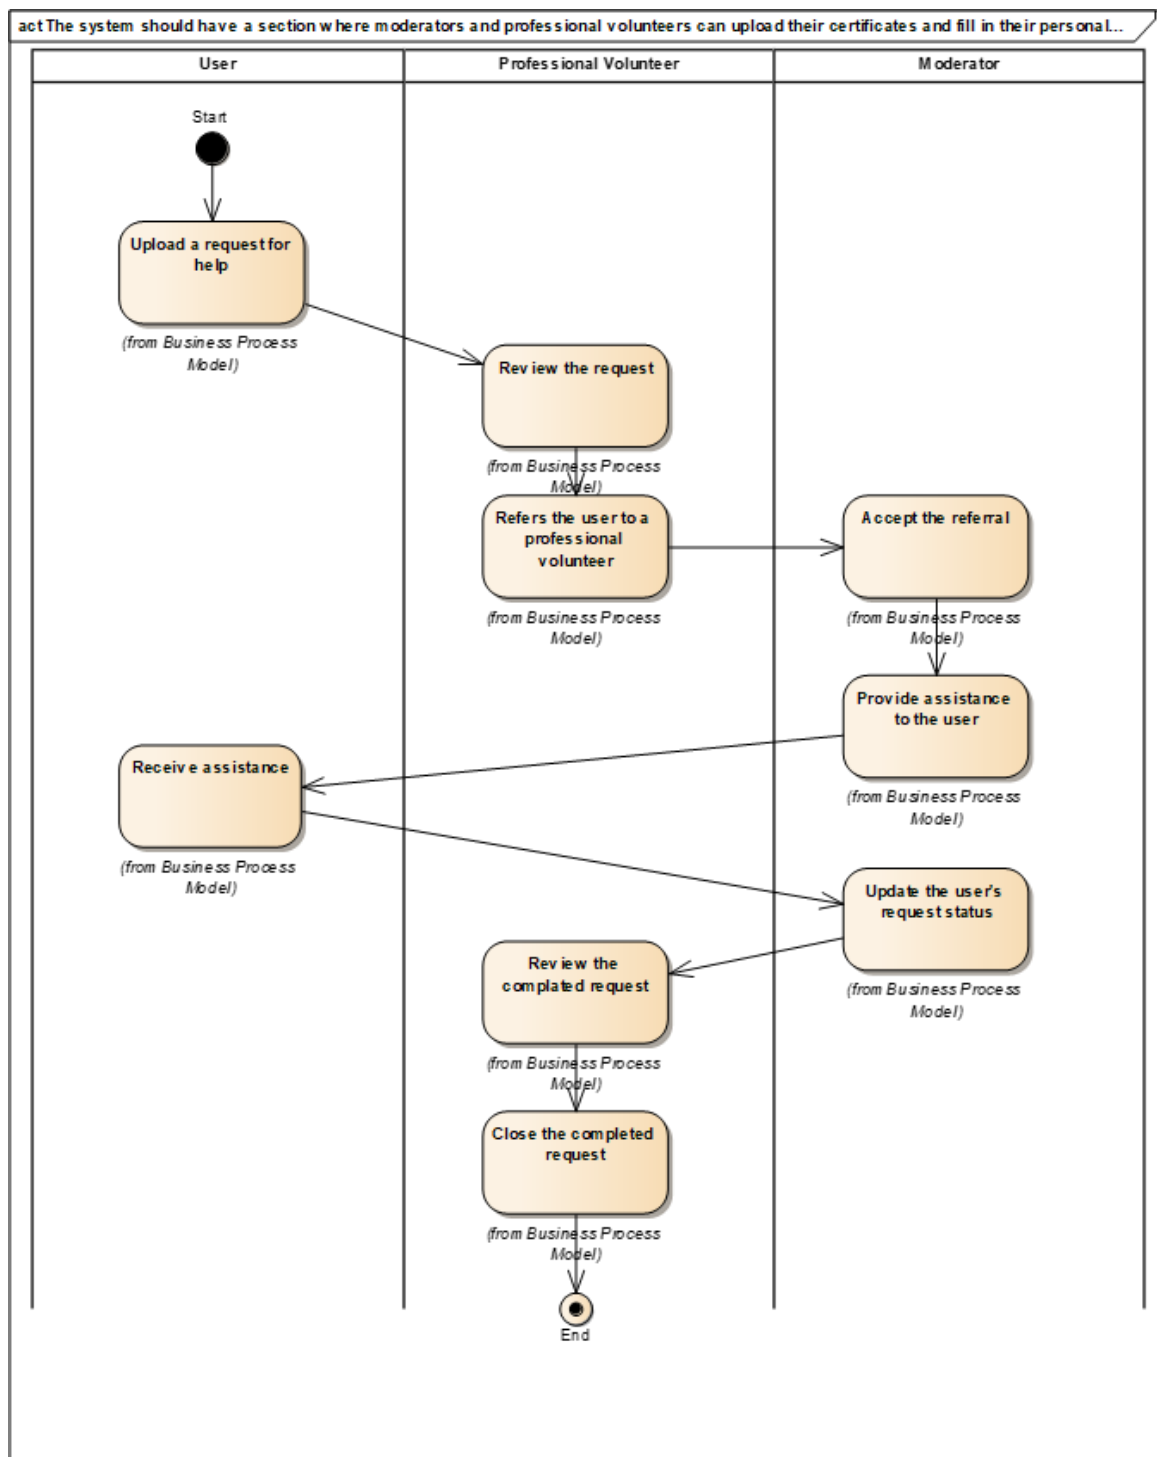 act The system should have a section where moderators and professional volunteers can upload their certificates and fill in their personal...
User
Professional Volunteer
Moderator
Start
Upload a request for
help
(from Business Process
Model)
Review the request
(from Business Process
Model)
Refers the user to a
professional
volunteer
(from Business Process
Model)
Accept the referral
(from Business Process
Model)
Provide assistance
to the user
(from Business Process
Model)
Receive assistance
(from Business Process
Model)
Update the user's
request status
(from Business Process
Model)
Review the
complated request
(from Business Process
Model)
Close the completed
request
(from Business Process
Model)
End